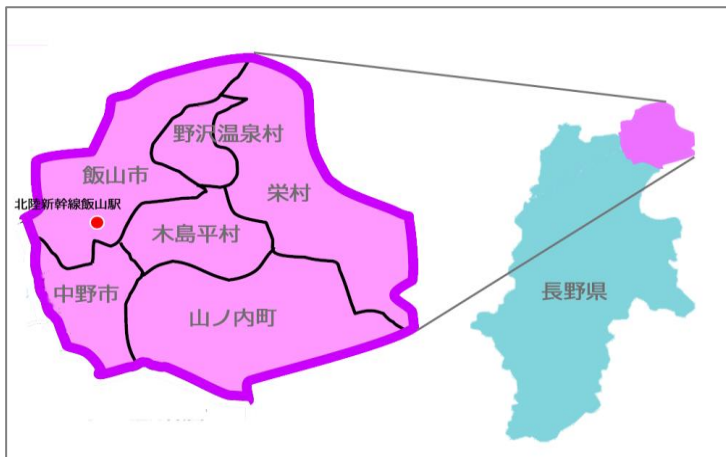 野沢温泉村
飯山市
栄村
北陸新幹線飯山駅
木島平村
中野市
山ノ内町
長野県